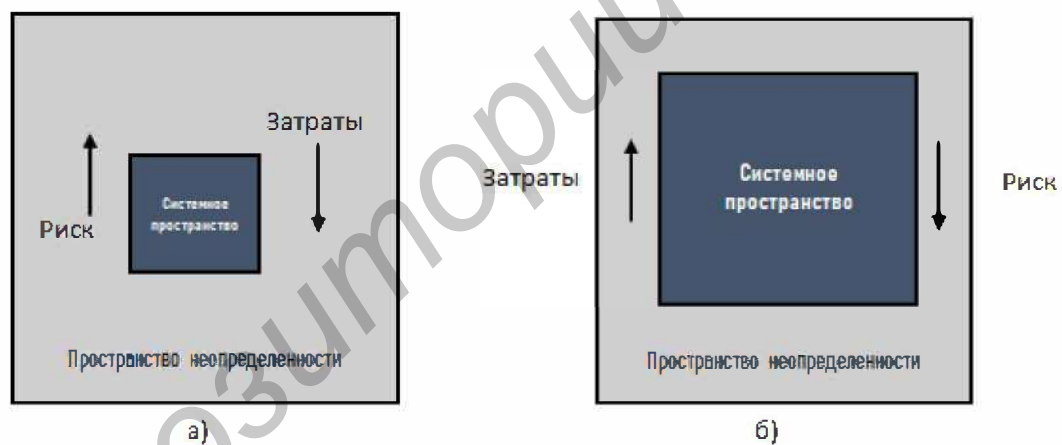 Затраты
Риск
Системное
пространство
Пространство неопределенности
а)
Затраты
Системное
пространство
Риск
Пространство неопределенности
б)